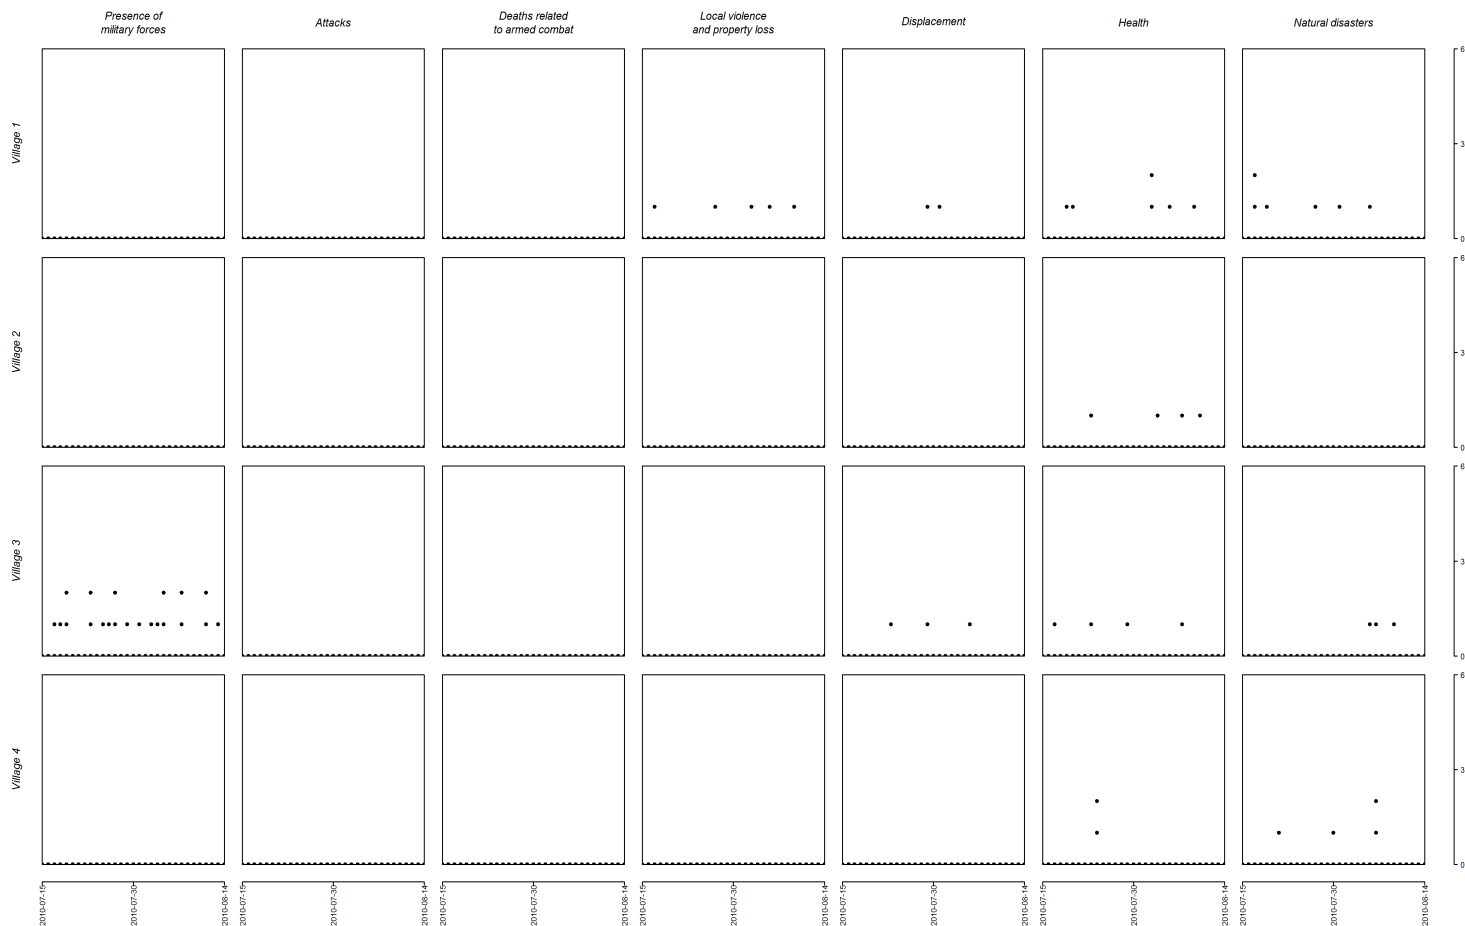 Presence of
military forces
Attacks
Deaths related
to armed combat
Local violence
and property loss
Displacement
Health
Natural disasters
Village 1
6
3
0
Village 2
6
3
0
Village 3
6
3
0
Village 4
6
3
0
2010-07-15
2010-07-30
2010-08-14
2010-07-15
2010-07-30
2010-08-14
2010-07-15
2010-07-30
2010-08-14
2010-07-15
2010-07-30
2010-08-14
2010-07-15
2010-07-30
2010-08-14
2010-07-15
2010-07-30
2010-08-14
2010-07-15
2010-07-30
2010-08-14